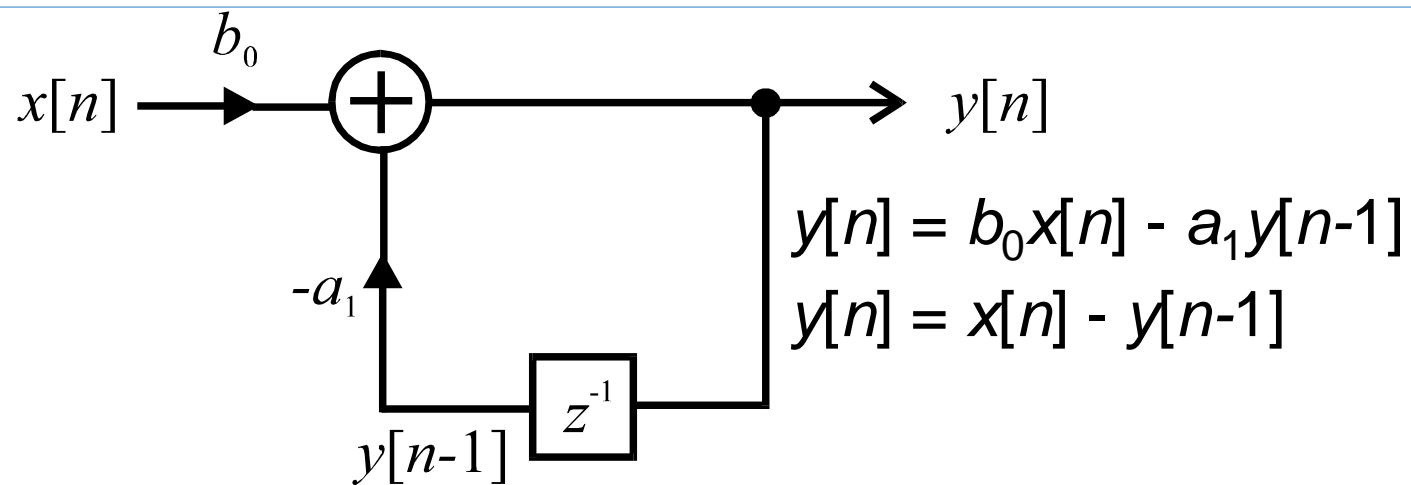 b₀
x[n] + y[n]
y[n] = b₀x[n] - a₁y[n-1]
-a₁
y[n] = x[n] - y[n-1]
z⁻¹
y[n-1]